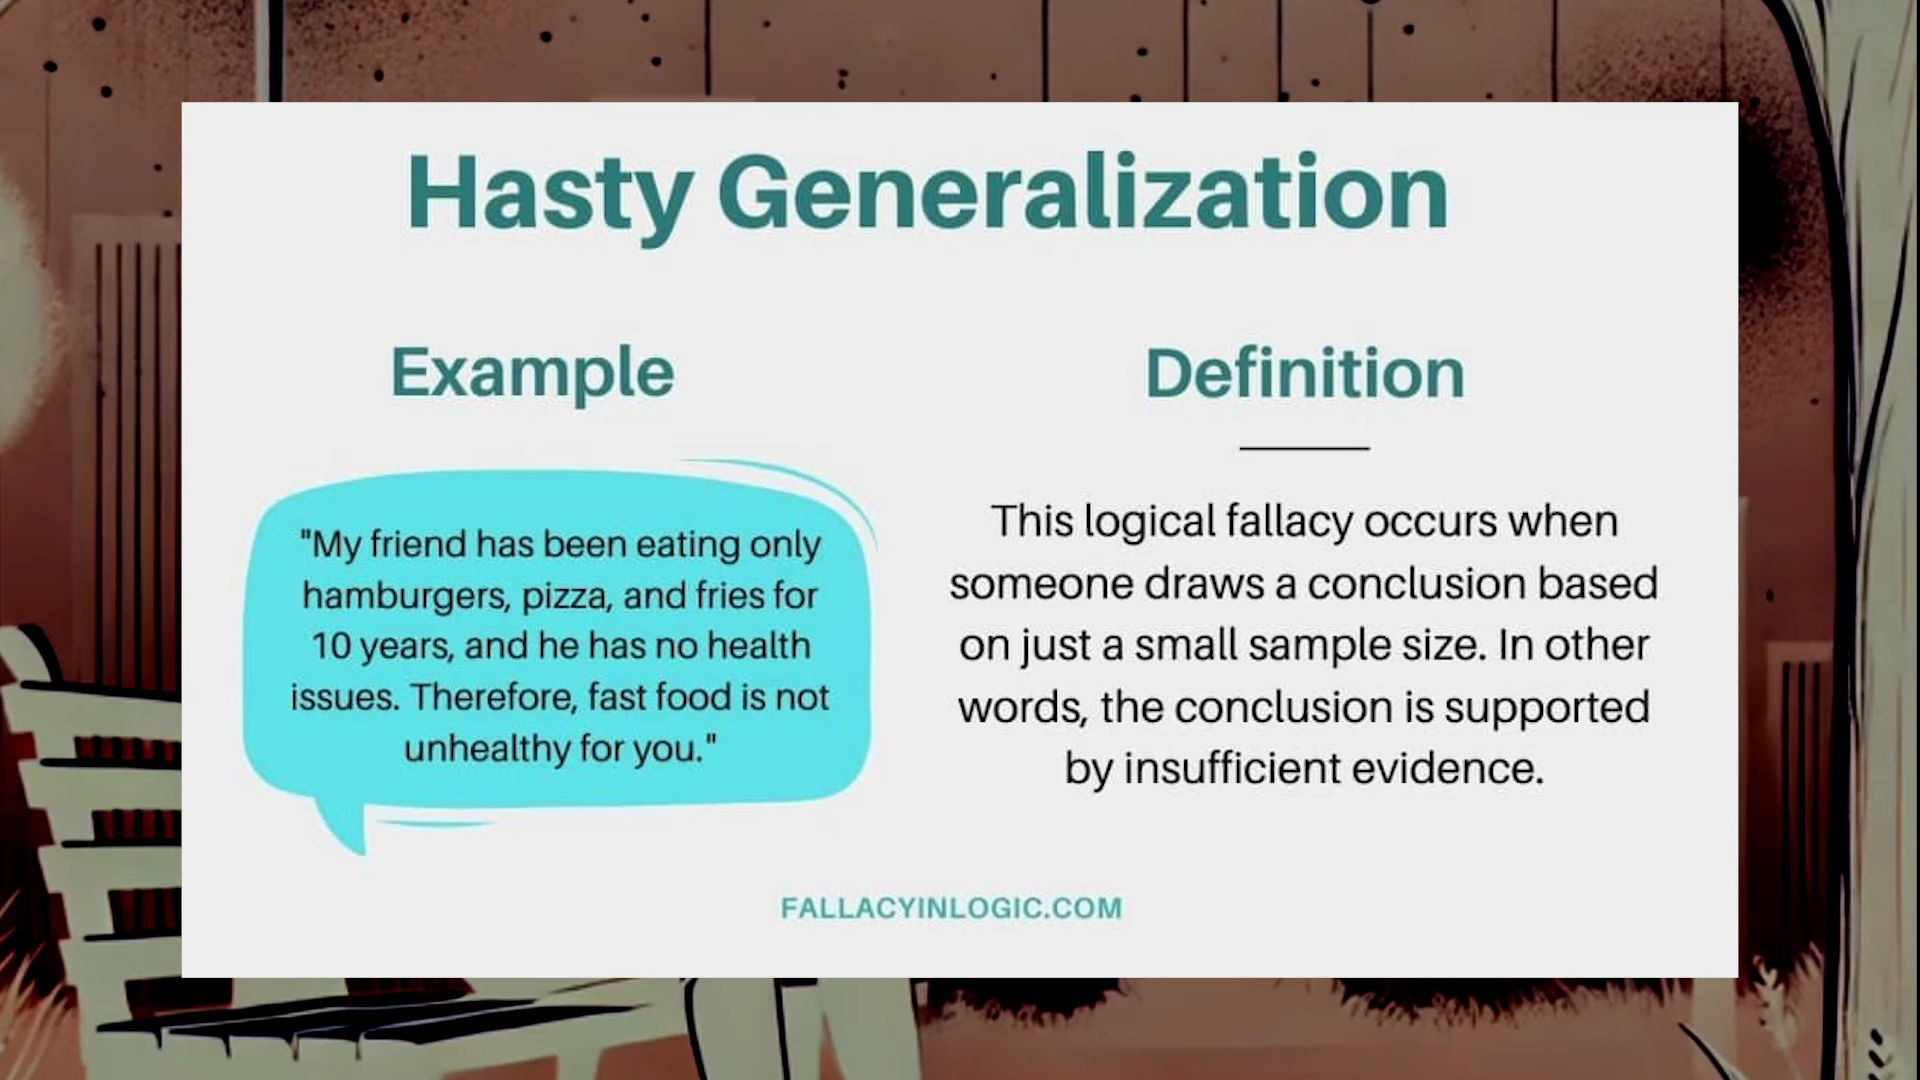 Hasty Generalization
Example
"My friend has been eating only
hamburgers, pizza, and fries for
10 years, and he has no health
issues. Therefore, fast food is not
unhealthy for you."
Definition
This logical fallacy occurs when
someone draws a conclusion based
on just a small sample size. In other
words, the conclusion is supported
by insufficient evidence.
FALLACYINLOGIC.COM